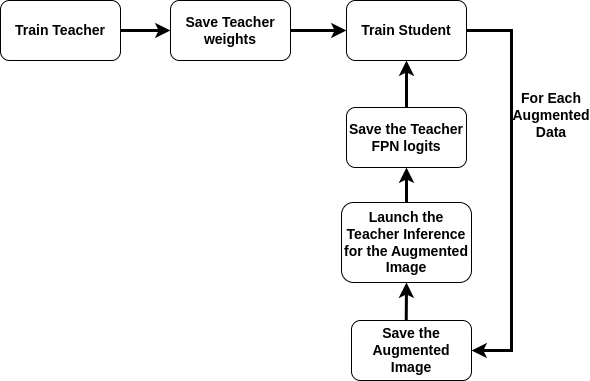 Train Teacher
Save Teacher
weights
Train Student
For Each
Augmented
Data
Save the Teacher
FPN logits
Launch the
Teacher Inference
for the Augmented
Image
Save the
Augmented
Image